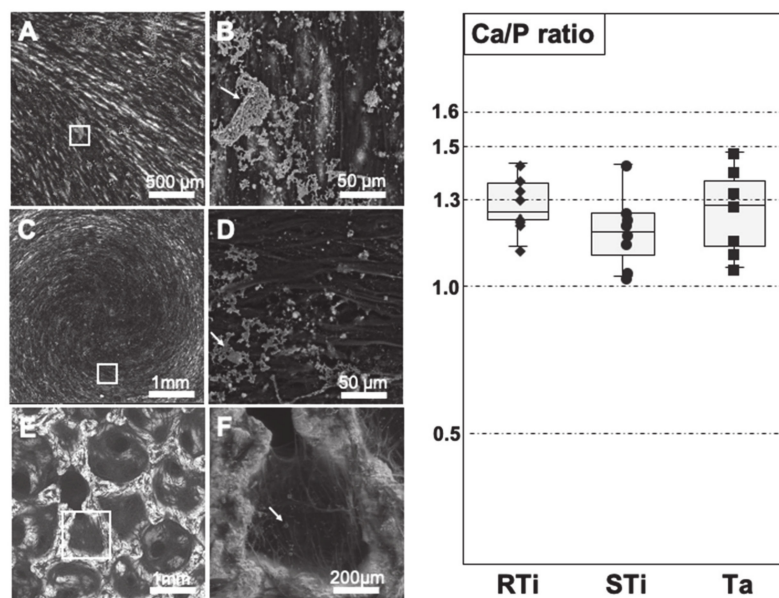 A
500 µm
B
50 µm
C
1mm
D
50 µm
E
1mm
F
200µm
Ca/P ratio
1.6
1.5
1.3
1.0
0.5
RTi STi Ta